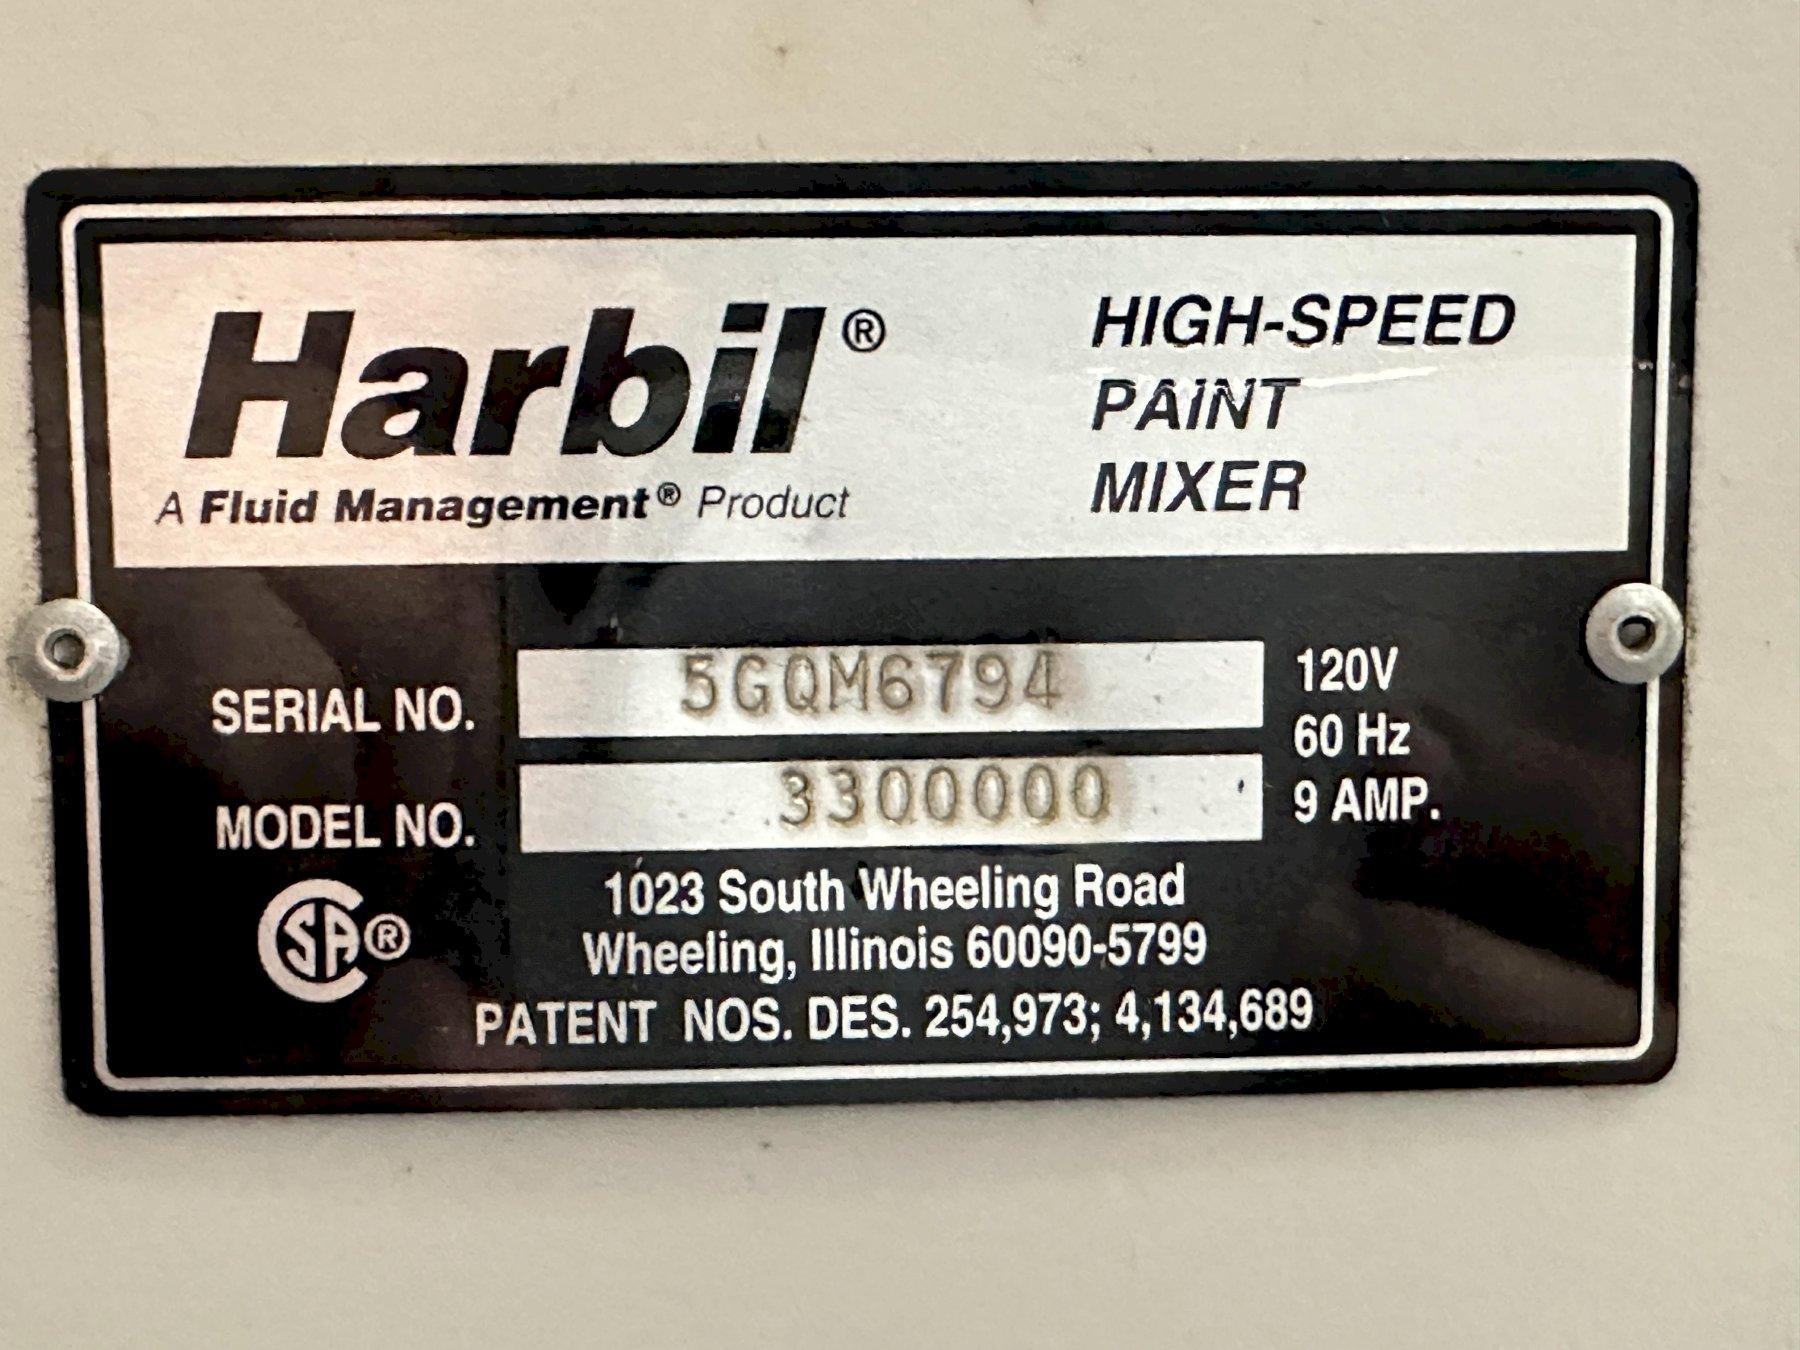 Harbil®
A Fluid Management® Product
HIGH-SPEED
PAINT
MIXER
SERIAL NO. 5GQM6794
MODEL NO. 3300000
120V
60 Hz
9 AMP.
CSA®
1023 South Wheeling Road
Wheeling, Illinois 60090-5799
PATENT NOS. DES. 254,973; 4,134,689